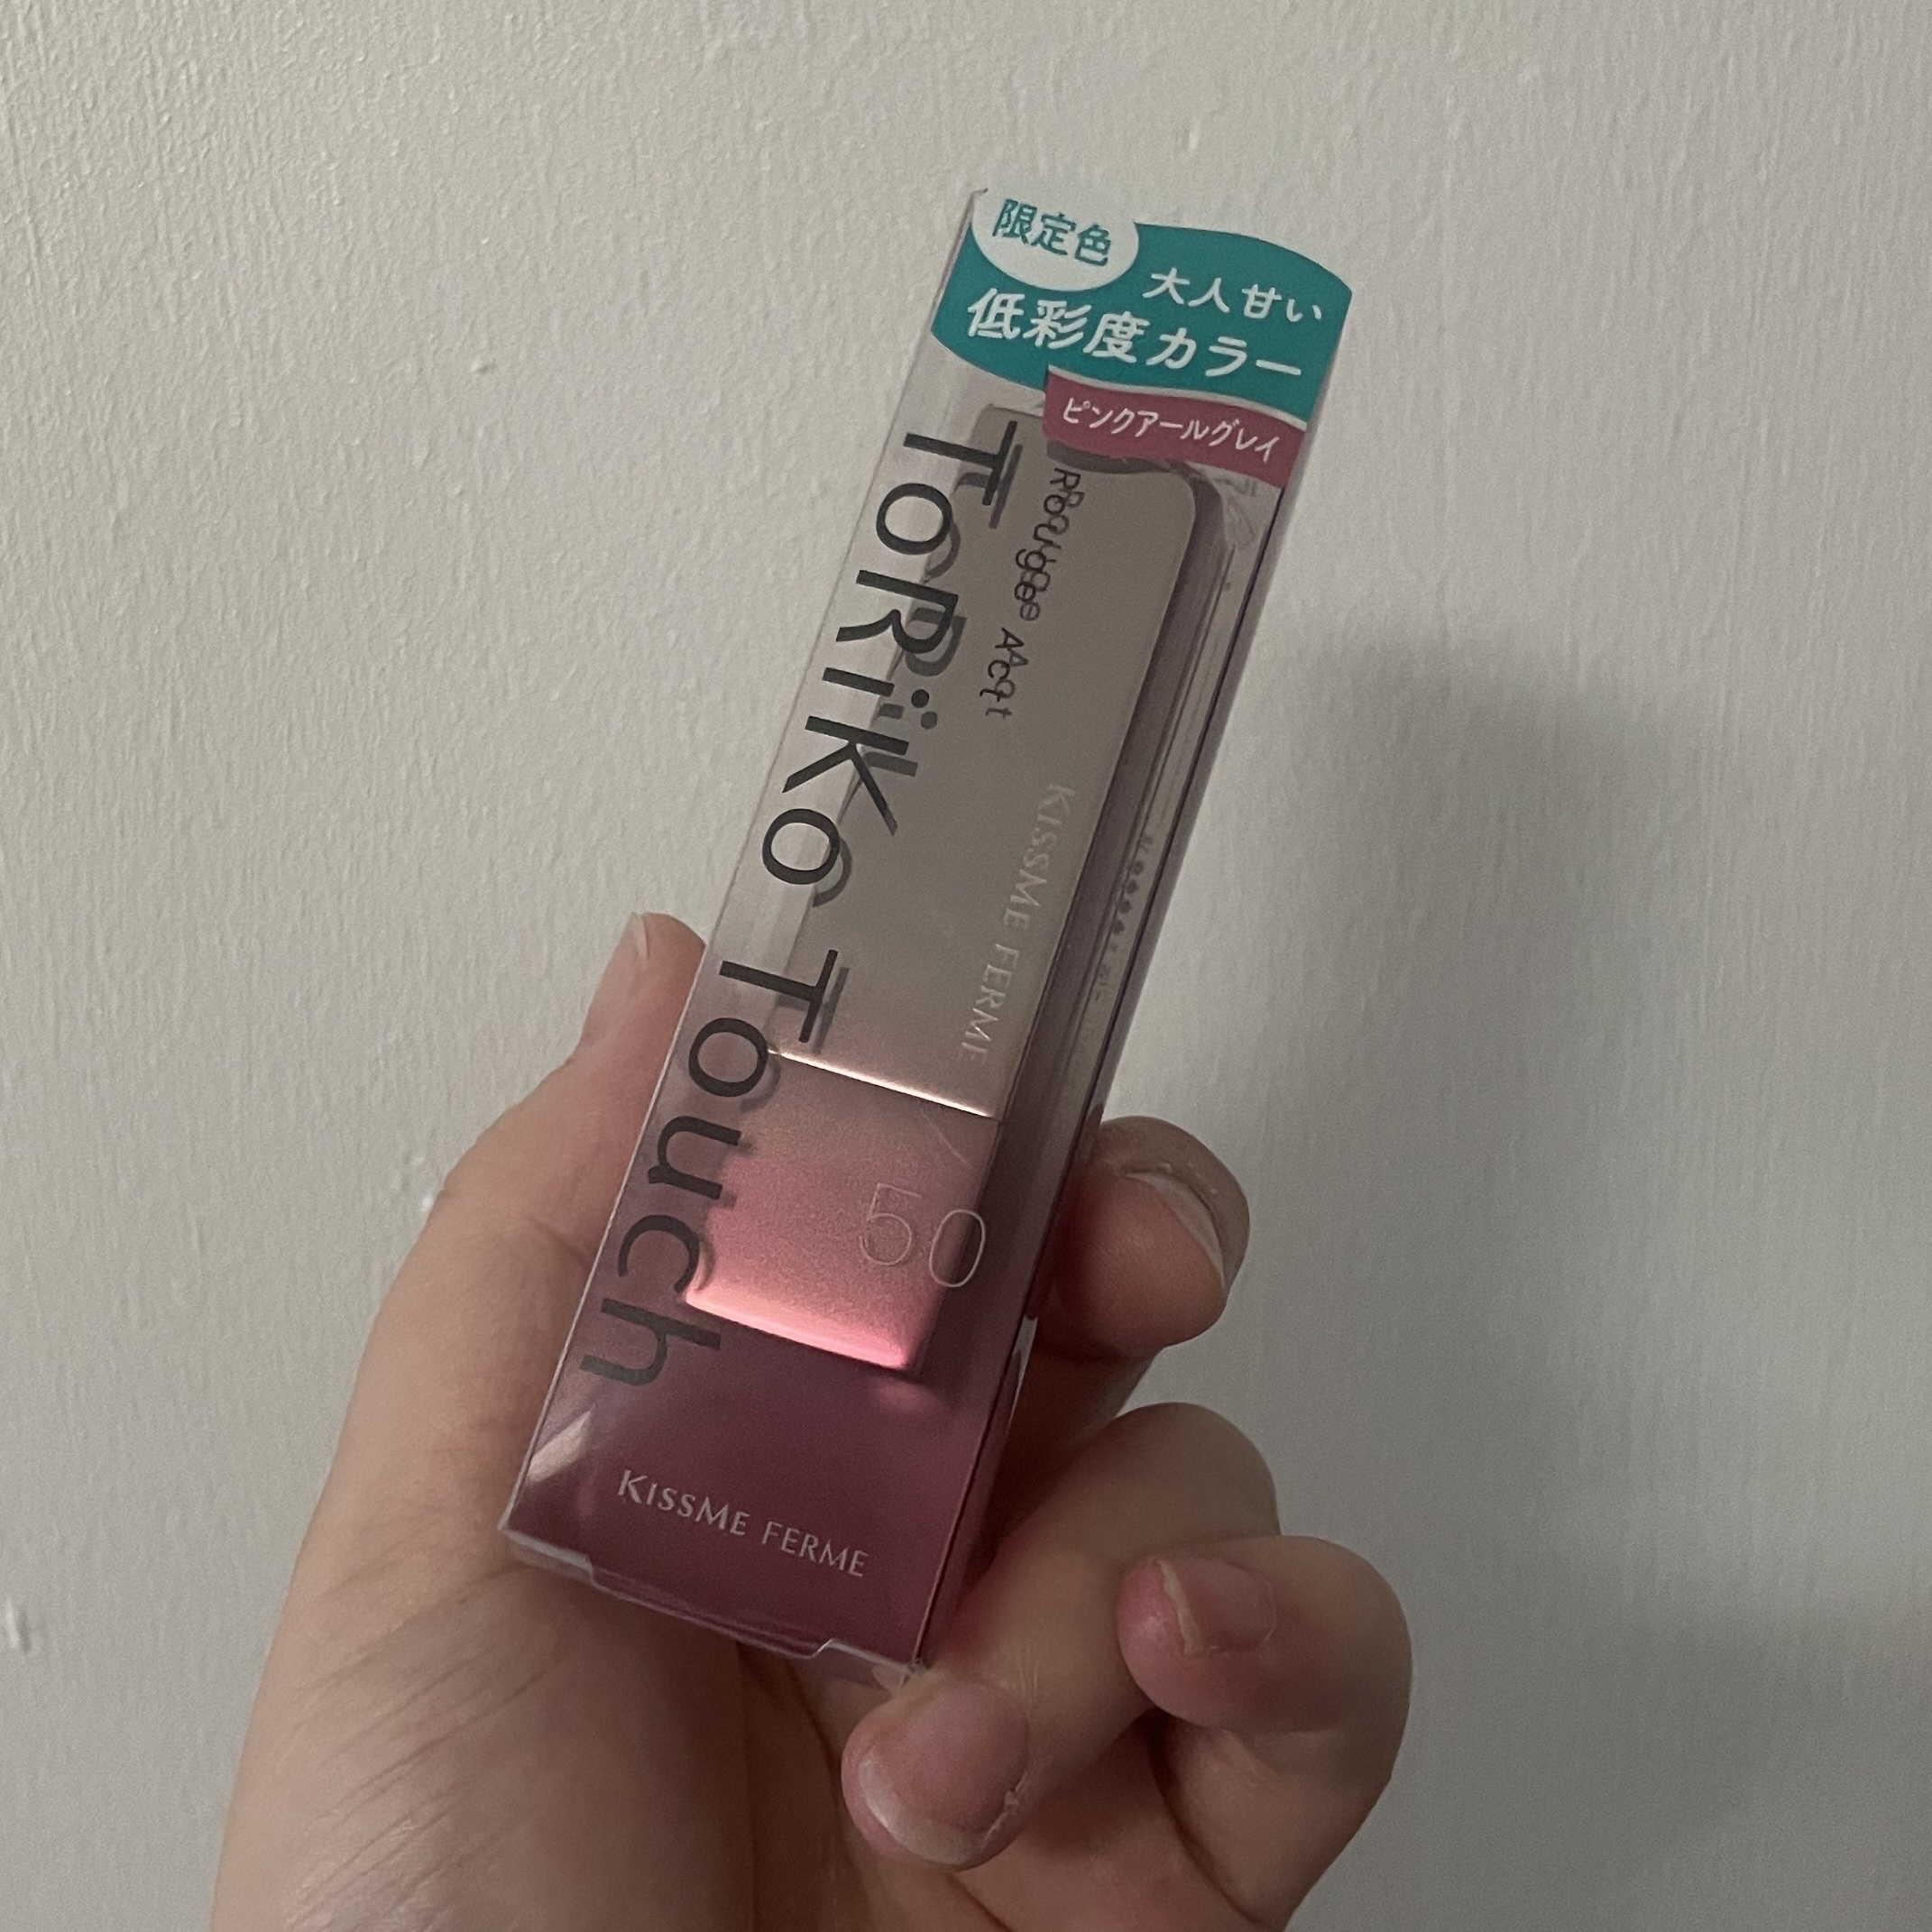 限定色
大人甘い
低彩度カラー
ピンクアールグレイ
ToRiKo Touch
Rouge Act
KISSME FERME
50
KISSME FERME